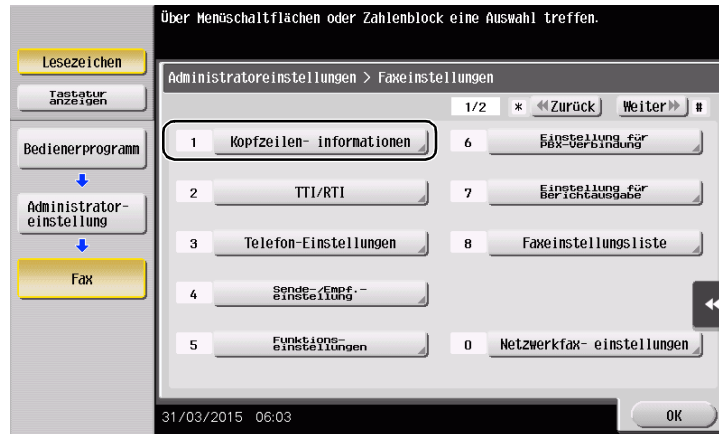 Über Menüschaltflächen oder Zahlenblock eine Auswahl treffen.
Lesezeichen
Tastatur
anzeigen
Bedienerprogramm
Administrator-
einstellung
Fax
Administratoreinstellungen > Faxeinstellungen
1/2 * Zurück Weiter #
1 Kopfzeilen- informationen
6 Einstellung für
PBX-Verbindung
2 TTI/RTI
7 Einstellung für
Berichtausgabe
3 Telefon-Einstellungen
8 Faxeinstellungsliste
4 Sende-/Empf.-
einstellung
5 Funktions-
einstellungen
0 Netzwerkfax- einstellungen
31/03/2015 06:03
OK